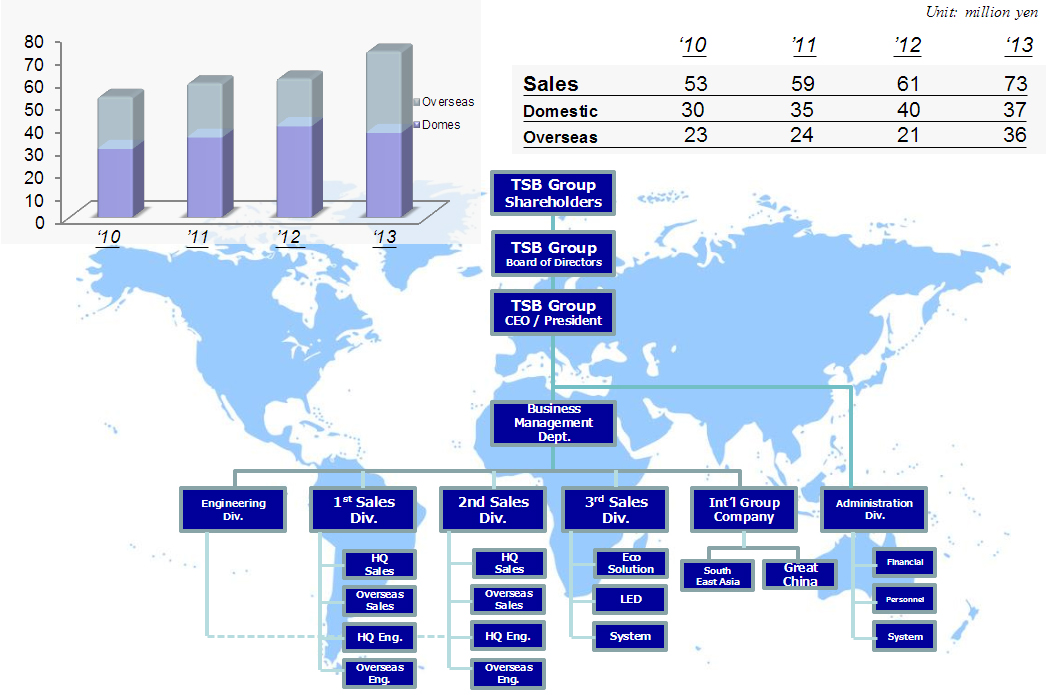 Unit: million yen
80
70
60
50
40
30
20
10
0
Overseas
Domes
‘10
’11
’12
‘13
‘10 ’11 ’12 ‘13
Sales 53 59 61 73
Domestic 30 35 40 37
Overseas 23 24 21 36
TSB Group
Shareholders
TSB Group
Board of Directors
TSB Group
CEO / President
Business
Management
Dept.
Engineering
Div.
1st Sales
Div.
2nd Sales
Div.
3rd Sales
Div.
Int’l Group
Company
Administration
Div.
HQ
Sales
Overseas
Sales
HQ Eng.
Overseas
Eng.
HQ
Sales
Overseas
Sales
HQ Eng.
Overseas
Eng.
Eco
Solution
LED
System
South
East Asia
Great
China
Financial
Personnel
System